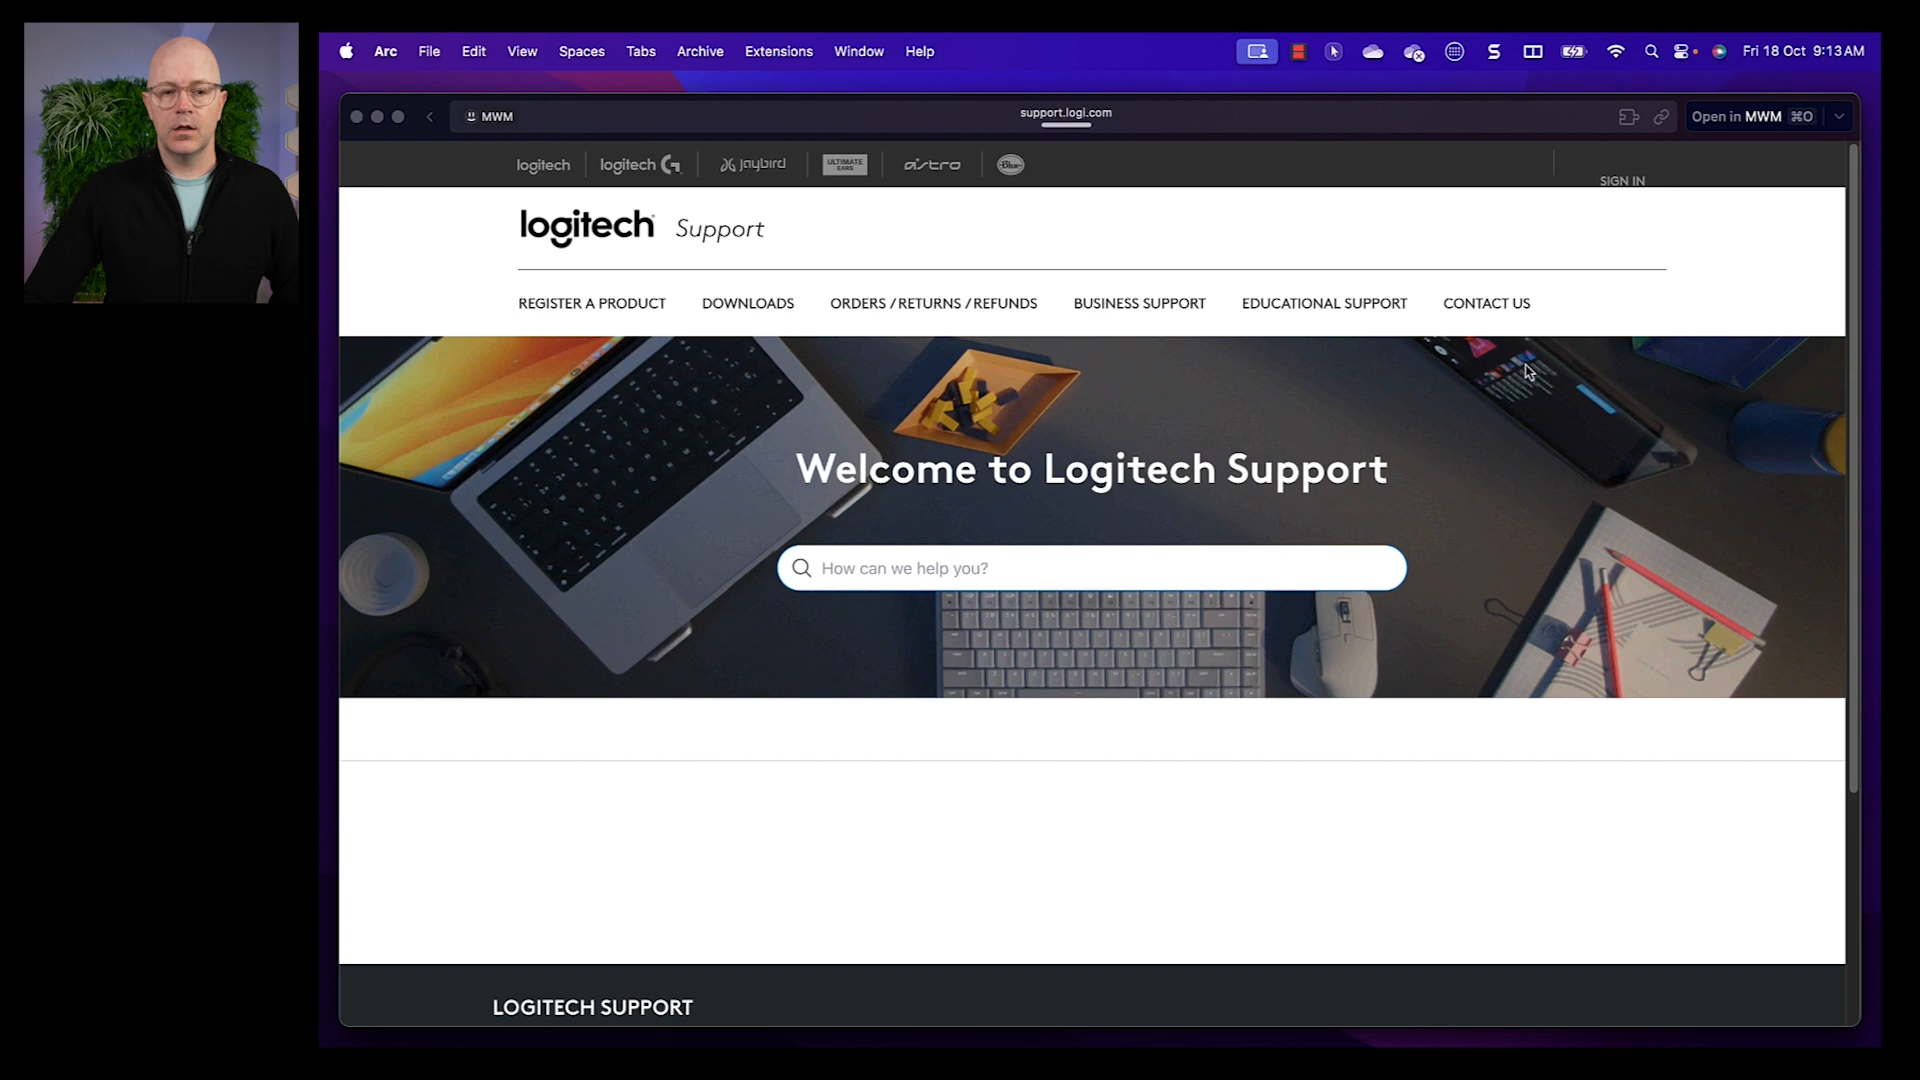 Arc File Edit View Spaces Tabs Archive Extensions Window Help Fri 18 Oct 9:13 AM
MWM support.logi.com Open in MWM ⌘O
logitech logitech G Jaybird ULTIMATE EARS ASTRO Blue
SIGN IN
logitech Support
REGISTER A PRODUCT DOWNLOADS ORDERS / RETURNS / REFUNDS BUSINESS SUPPORT EDUCATIONAL SUPPORT CONTACT US
Welcome to Logitech Support
How can we help you?
LOGITECH SUPPORT